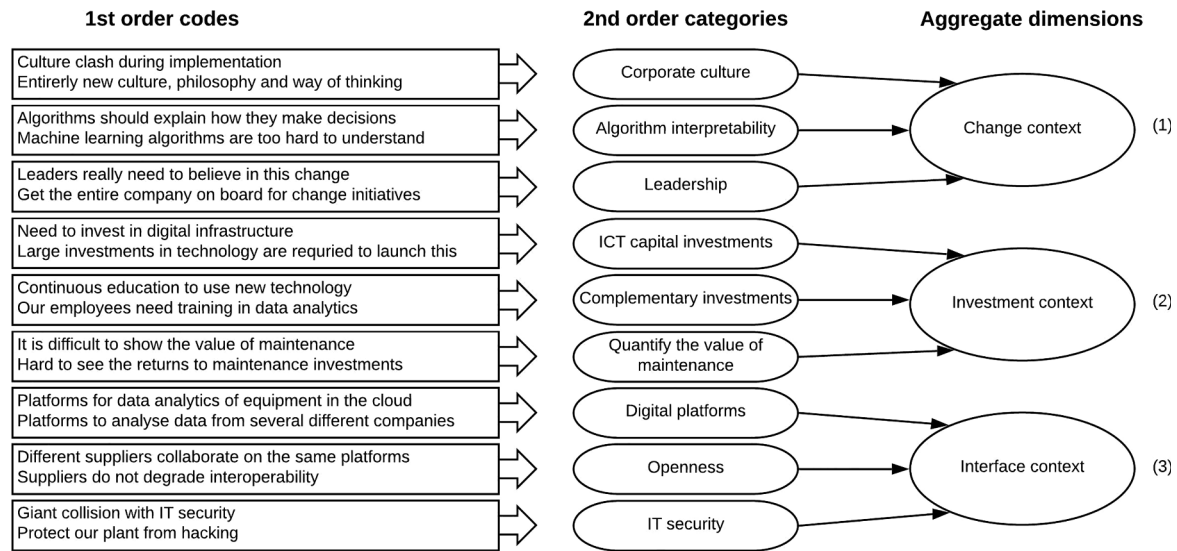 1st order codes
2nd order categories
Aggregate dimensions
Culture clash during implementation
Entirerly new culture, philosophy and way of thinking
Corporate culture
Algorithms should explain how they make decisions
Machine learning algorithms are too hard to understand
Algorithm interpretability
Change context
(1)
Leaders really need to believe in this change
Get the entire company on board for change initiatives
Leadership
Need to invest in digital infrastructure
Large investments in technology are requried to launch this
ICT capital investments
Continuous education to use new technology
Our employees need training in data analytics
Complementary investments
Investment context
(2)
It is difficult to show the value of maintenance
Hard to see the returns to maintenance investments
Quantify the value of
maintenance
Platforms for data analytics of equipment in the cloud
Platforms to analyse data from several different companies
Digital platforms
Different suppliers collaborate on the same platforms
Suppliers do not degrade interoperability
Openness
Interface context
(3)
Giant collision with IT security
Protect our plant from hacking
IT security